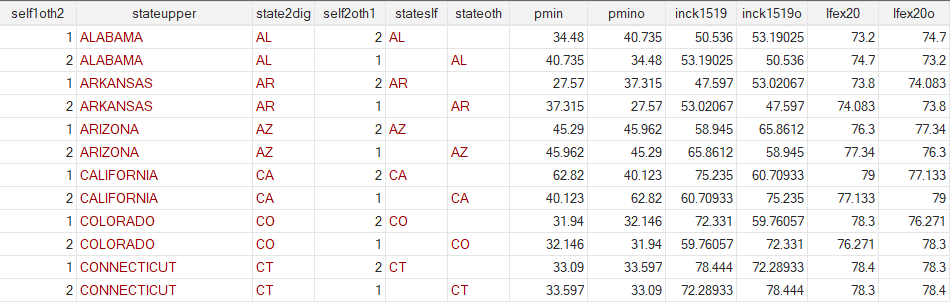 self1oth2 stateupper state2dig self2oth1 stateslf stateoth pmin pmino inck1519 inck1519o lfex20 lfex20o
1 ALABAMA AL 2 AL 34.48 40.735 50.536 53.19025 73.2 74.7
2 ALABAMA AL 1 AL 40.735 34.48 53.19025 50.536 74.7 73.2
1 ARKANSAS AR 2 AR 27.57 37.315 47.597 53.02067 73.8 74.083
2 ARKANSAS AR 1 AR 37.315 27.57 53.02067 47.597 74.083 73.8
1 ARIZONA AZ 2 AZ 45.29 45.962 58.945 65.8612 76.3 77.34
2 ARIZONA AZ 1 AZ 45.962 45.29 65.8612 58.945 77.34 76.3
1 CALIFORNIA CA 2 CA 62.82 40.123 75.235 60.70933 79 77.133
2 CALIFORNIA CA 1 CA 40.123 62.82 60.70933 75.235 77.133 79
1 COLORADO CO 2 CO 31.94 32.146 72.331 59.76057 78.3 76.271
2 COLORADO CO 1 CO 32.146 31.94 59.76057 72.331 76.271 78.3
1 CONNECTICUT CT 2 CT 33.09 33.597 78.444 72.28933 78.4 78.3
2 CONNECTICUT CT 1 CT 33.597 33.09 72.28933 78.444 78.3 78.4